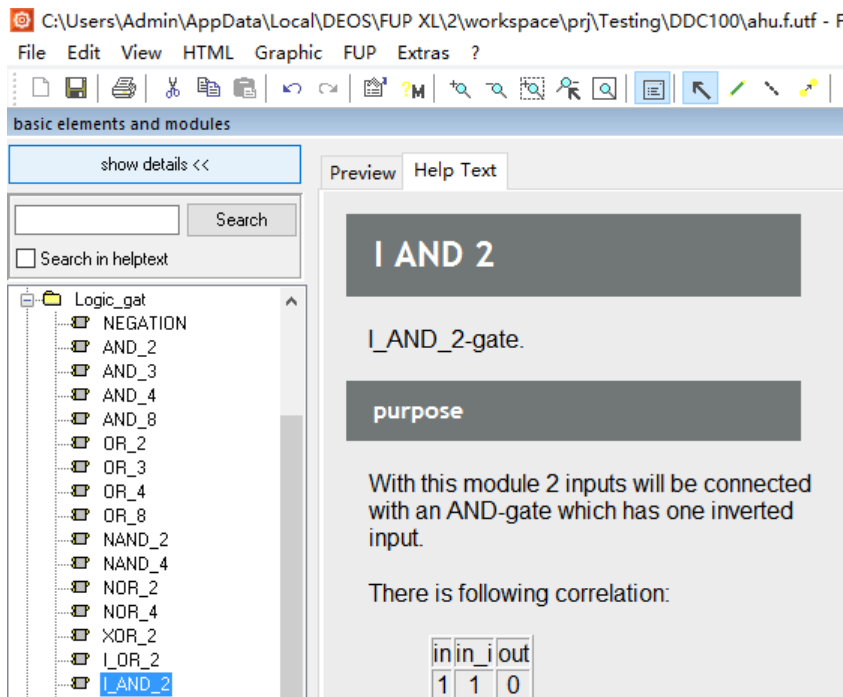 C:\Users\Admin\AppData\Local\DEOS\FUP XL\2\workspace\prj\Testing\DDC100\ahu.f.utf - F
File Edit View HTML Graphic FUP Extras ?
?M
basic elements and modules
show details <<
Search
Search in helptext
Logic_gat
NEGATION
AND_2
AND_3
AND_4
AND_8
OR_2
OR_3
OR_4
OR_8
NAND_2
NAND_4
NOR_2
NOR_4
XOR_2
I_OR_2
I_AND_2
Preview Help Text
I AND 2
I_AND_2-gate.
purpose
With this module 2 inputs will be connected
with an AND-gate which has one inverted
input.
There is following correlation:
in in_i out
1 1 0